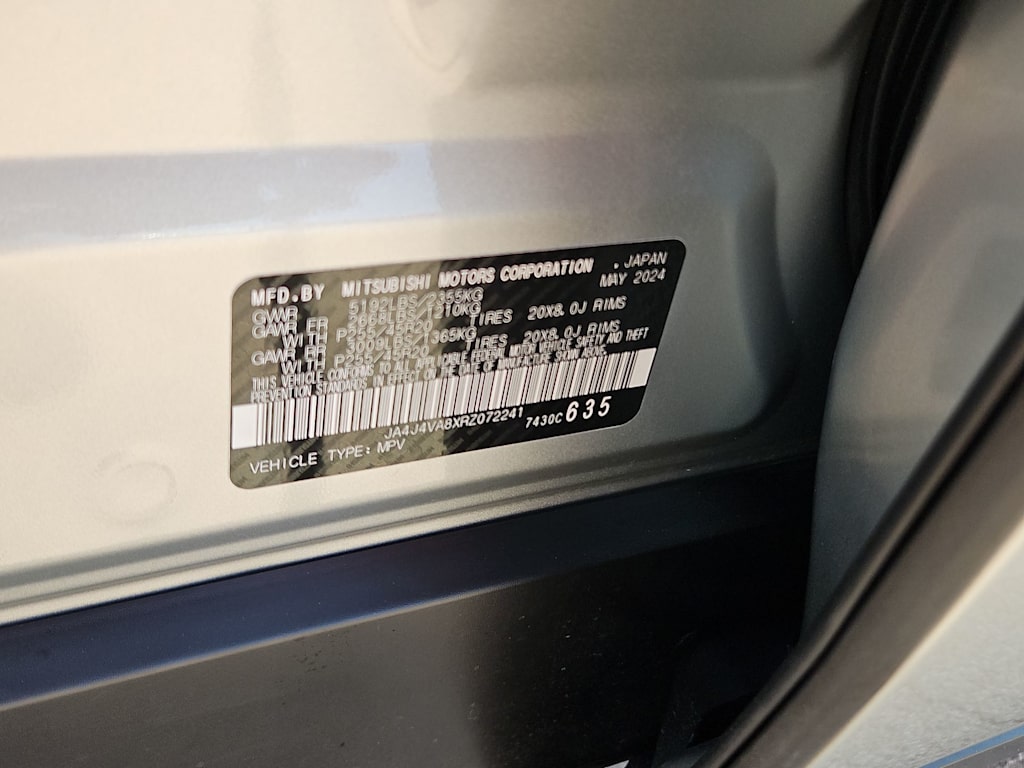 MFD.BY MITSUBISHI MOTORS CORPORATION , JAPAN
MAY 2024
GVWR 5192LBS/2355KG
GAWR FR 2888LBS/1310KG
WITH P255/45R20 TIRES 20X8.0J RIMS
GAWR RR 3009LBS/1365KG
WITH P255/45R20 TIRES 20X8.0J RIMS
THIS VEHICLE CONFORMS TO ALL APPLICABLE FEDERAL MOTOR VEHICLE SAFETY AND THEFT
PREVENTION STANDARDS IN EFFECT ON THE DATE OF MANUFACTURE SHOWN ABOVE.
JA4J4VA8XRZ072241 7430C 635
VEHICLE TYPE: MPV